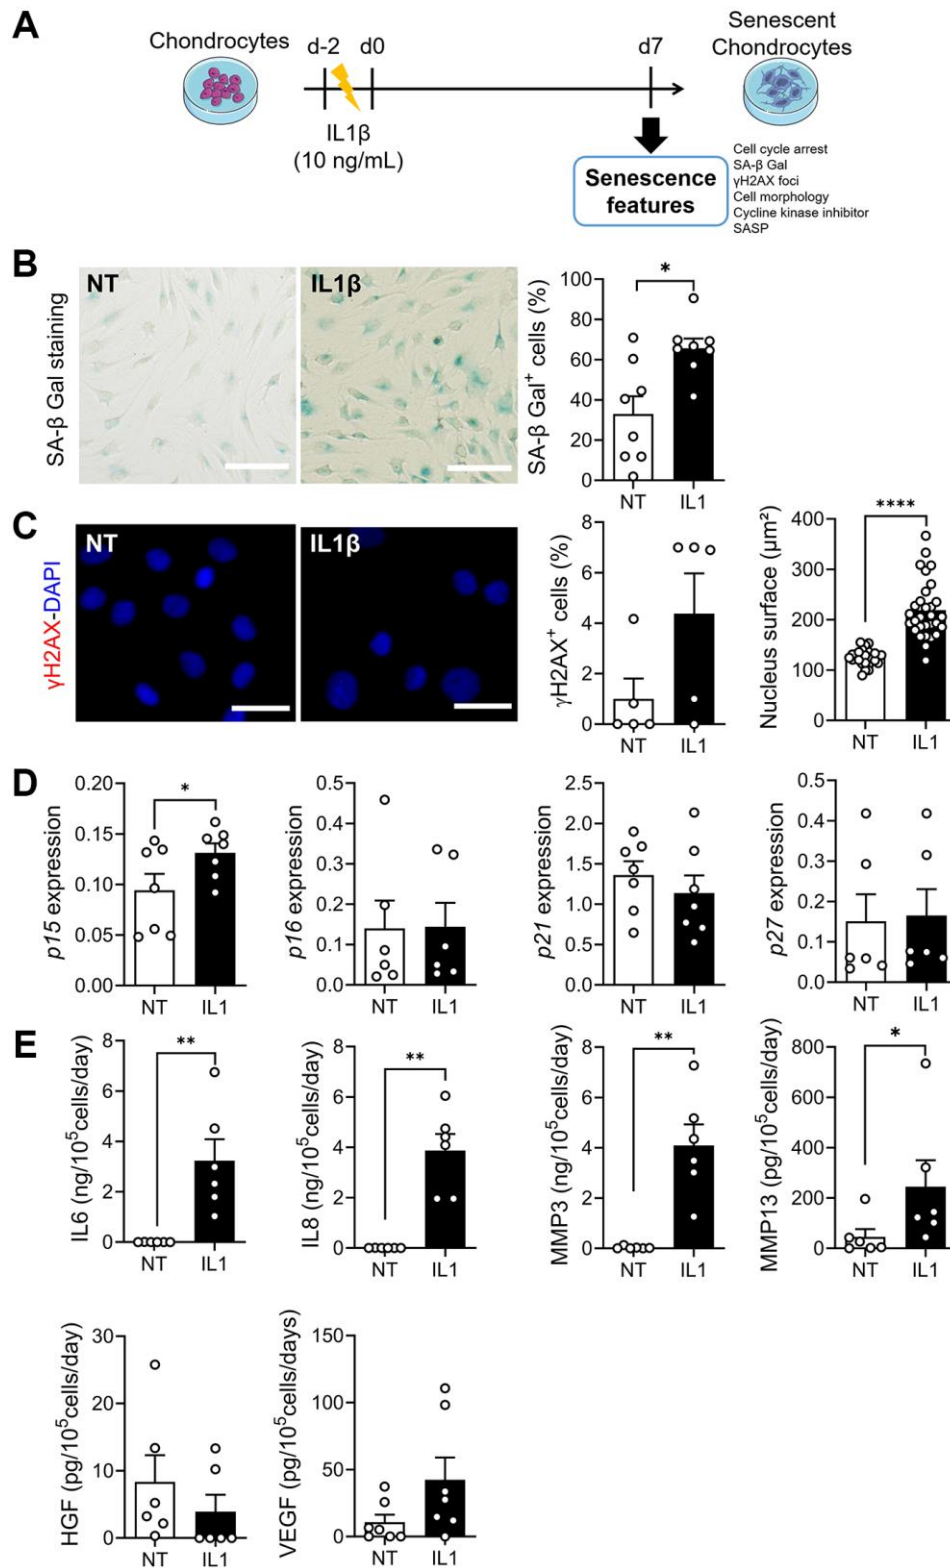 A
Chondrocytes
d-2
d0
d7
Senescent
Chondrocytes
IL1β
(10 ng/mL)
Senescence
features
Cell cycle arrest
SA-β Gal
γH2AX foci
Cell morphology
Cycline kinase inhibitor
SASP
B
SA-β Gal staining
NT
IL1β
SA-β Gal⁺ cells (%)
100
80
60
40
20
0
*
NT
IL1
C
γH2AX-DAPI
NT
IL1β
γH2AX⁺ cells (%)
8
6
4
2
0
NT
IL1
Nucleus surface (µm²)
400
300
200
100
0
****
NT
IL1
D
p15 expression
0.20
0.15
0.10
0.05
0.00
*
NT
IL1
p16 expression
0.5
0.4
0.3
0.2
0.1
0.0
NT
IL1
p21 expression
2.5
2.0
1.5
1.0
0.5
0.0
NT
IL1
p27 expression
0.5
0.4
0.3
0.2
0.1
0.0
NT
IL1
E
IL6 (ng/10⁵cells/day)
8
6
4
2
0
**
NT
IL1
IL8 (ng/10⁵cells/day)
8
6
4
2
0
**
NT
IL1
MMP3 (ng/10⁵cells/day)
8
6
4
2
0
**
NT
IL1
MMP13 (pg/10⁵cells/day)
800
600
400
200
0
*
NT
IL1
HGF (pg/10⁵cells/day)
30
20
10
0
NT
IL1
VEGF (pg/10⁵cells/days)
150
100
50
0
NT
IL1